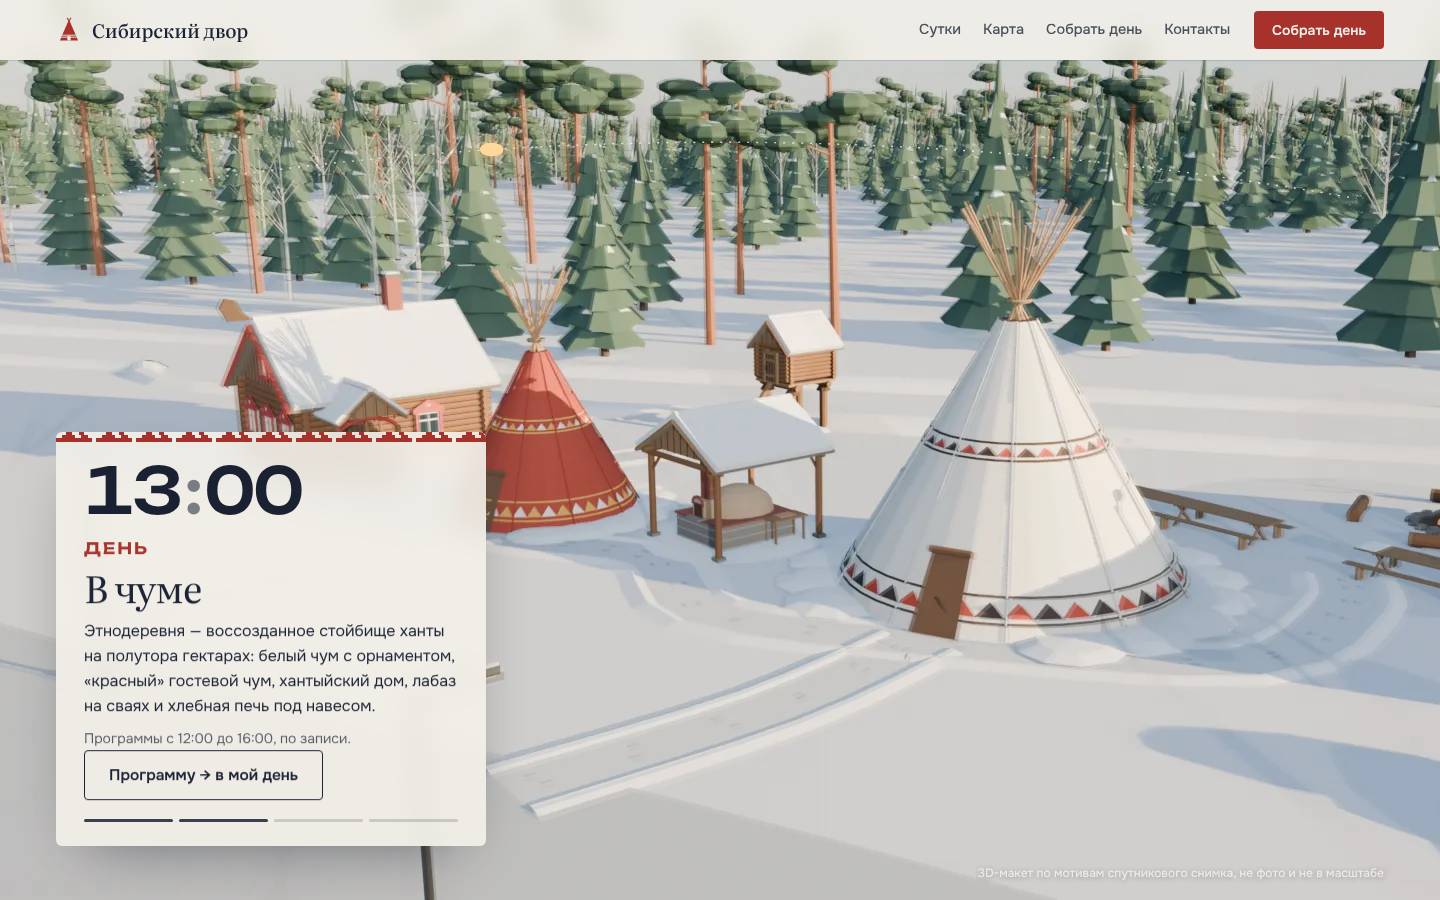 Сибирский двор
Сутки
Карта
Собрать день
Контакты
Собрать день
13:00
ДЕНЬ
В чуме
Этнодеревня — воссозданное стойбище ханты
на полутора гектарах: белый чум с орнаментом,
«красный» гостевой чум, хантыйский дом, лабаз
на сваях и хлебная печь под навесом.
Программы с 12:00 до 16:00, по записи.
Программу → в мой день
3D-макет по мотивам спутникового снимка, не фото и не в масштабе